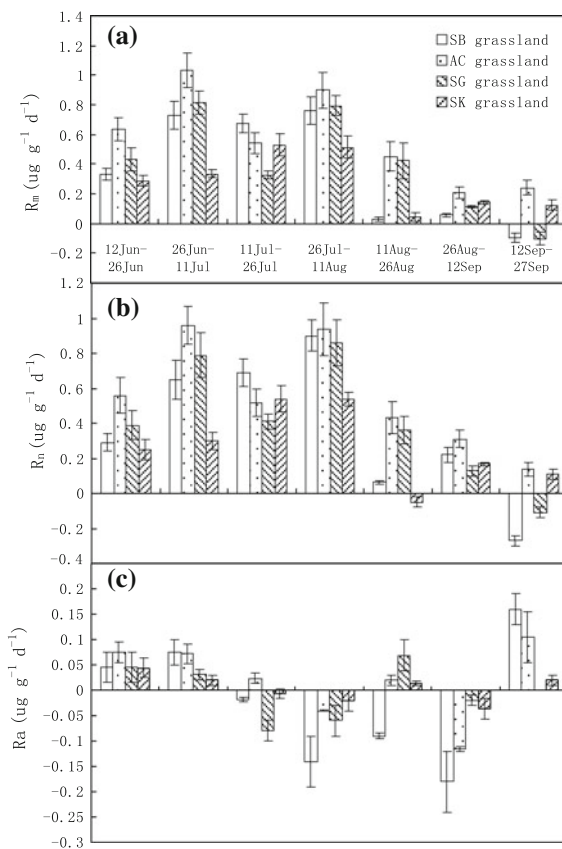 1.4
(a)
SB grassland
1.2
AC grassland
1
SG grassland
0.8
SK grassland
0.6
0.4
0.2
0
-0.2
Rm (ug g⁻¹ d⁻¹)
12Jun- 26Jun- 11Jul- 26Jul- 11Aug- 26Aug- 12Sep-
26Jun 11Jul 26Jul 11Aug 26Aug 12Sep 27Sep
1.2
(b)
1
0.8
0.6
0.4
0.2
0
-0.2
-0.4
Rn (ug g⁻¹ d⁻¹)
(c)
0.2
0.15
0.1
0.05
0
-0.05
-0.1
-0.15
-0.2
-0.25
-0.3
Ra (ug g⁻¹ d⁻¹)